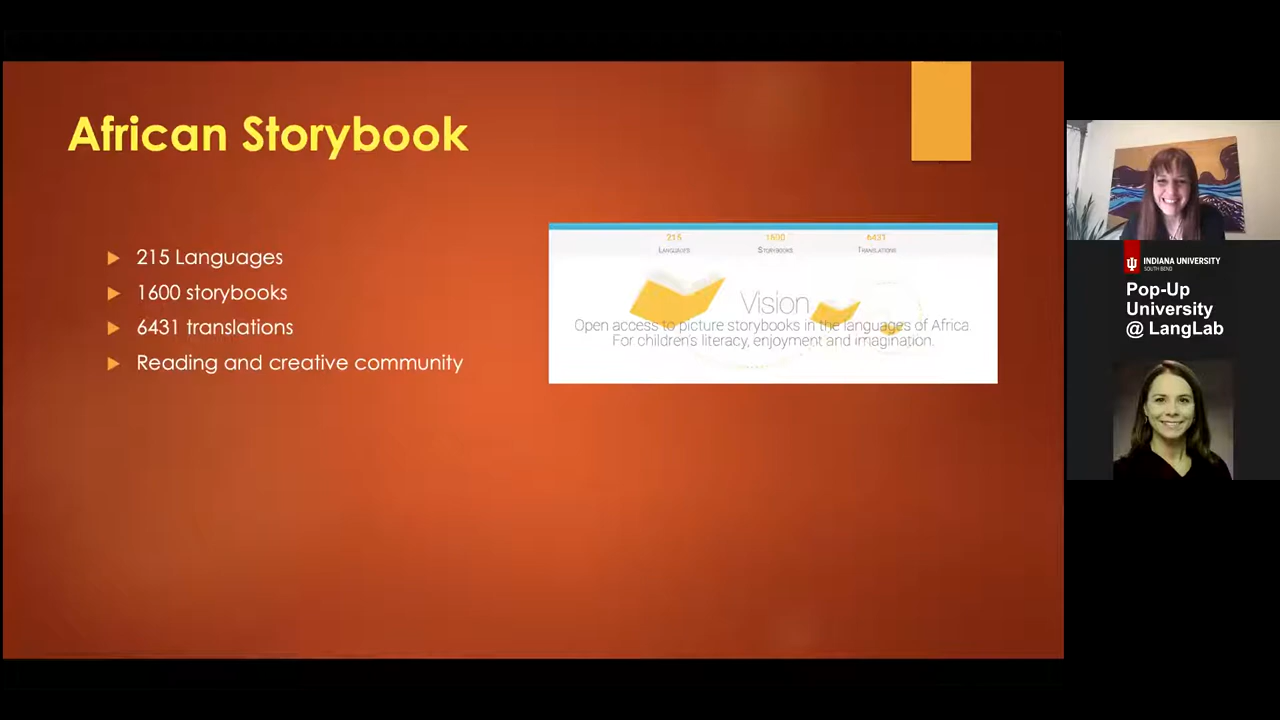 African Storybook
215 Languages
1600 storybooks
6431 translations
Reading and creative community
215 1600 6431
Languages Storybooks Translations
Vision
Open access to picture storybooks in the languages of Africa
For children's literacy, enjoyment and imagination.
INDIANA UNIVERSITY
SOUTH BEND
Pop-Up
University
@ LangLab